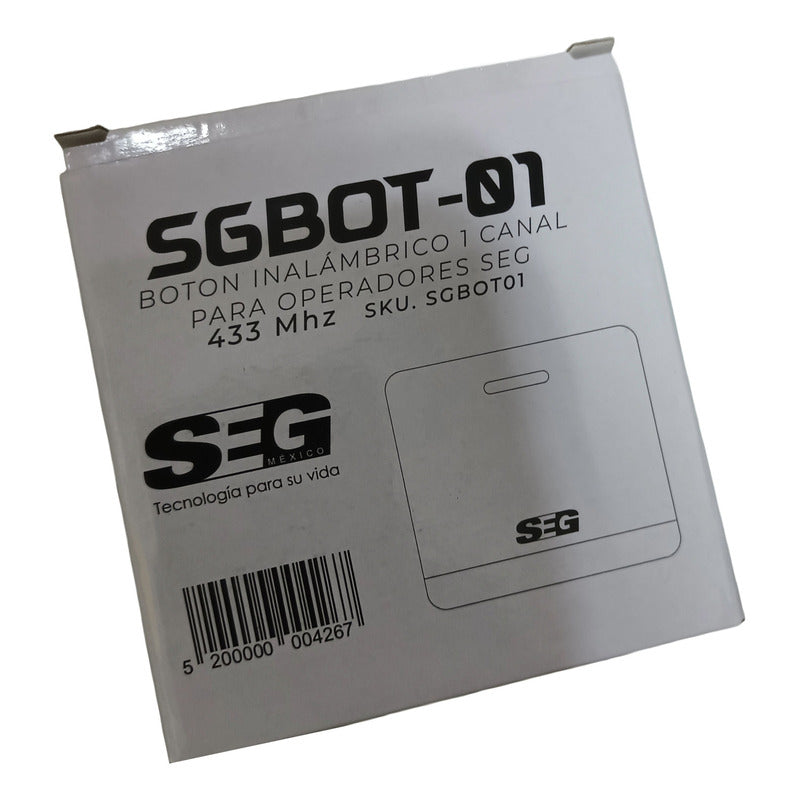 SGBOT-01
BOTON INALÁMBRICO 1 CANAL
PARA OPERADORES SEG
433 Mhz SKU. SGBOT01
SEG
MÉXICO
Tecnología para su vida
SEG
5 200000 004267